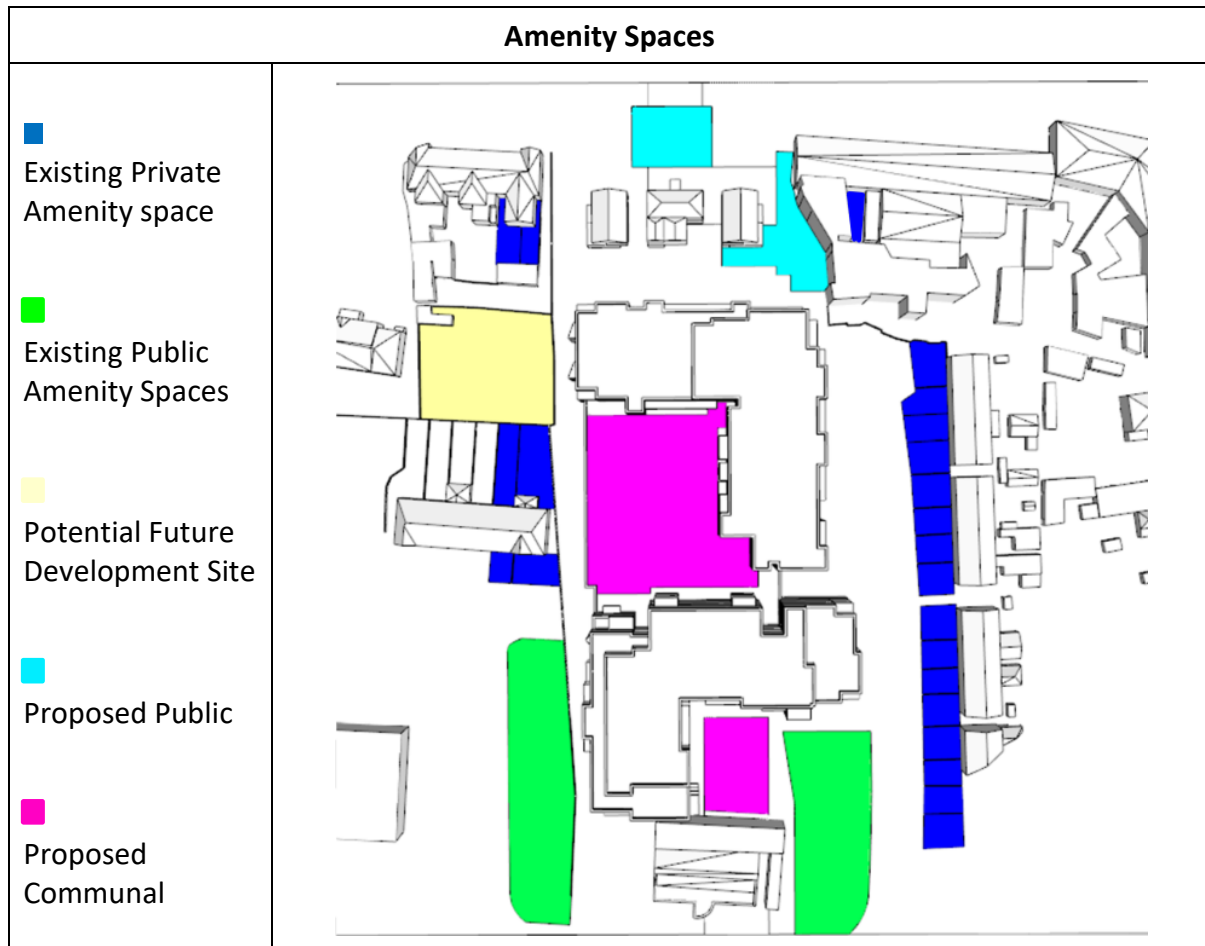 Amenity Spaces
Existing Private
Amenity space
Existing Public
Amenity Spaces
Potential Future
Development Site
Proposed Public
Proposed
Communal